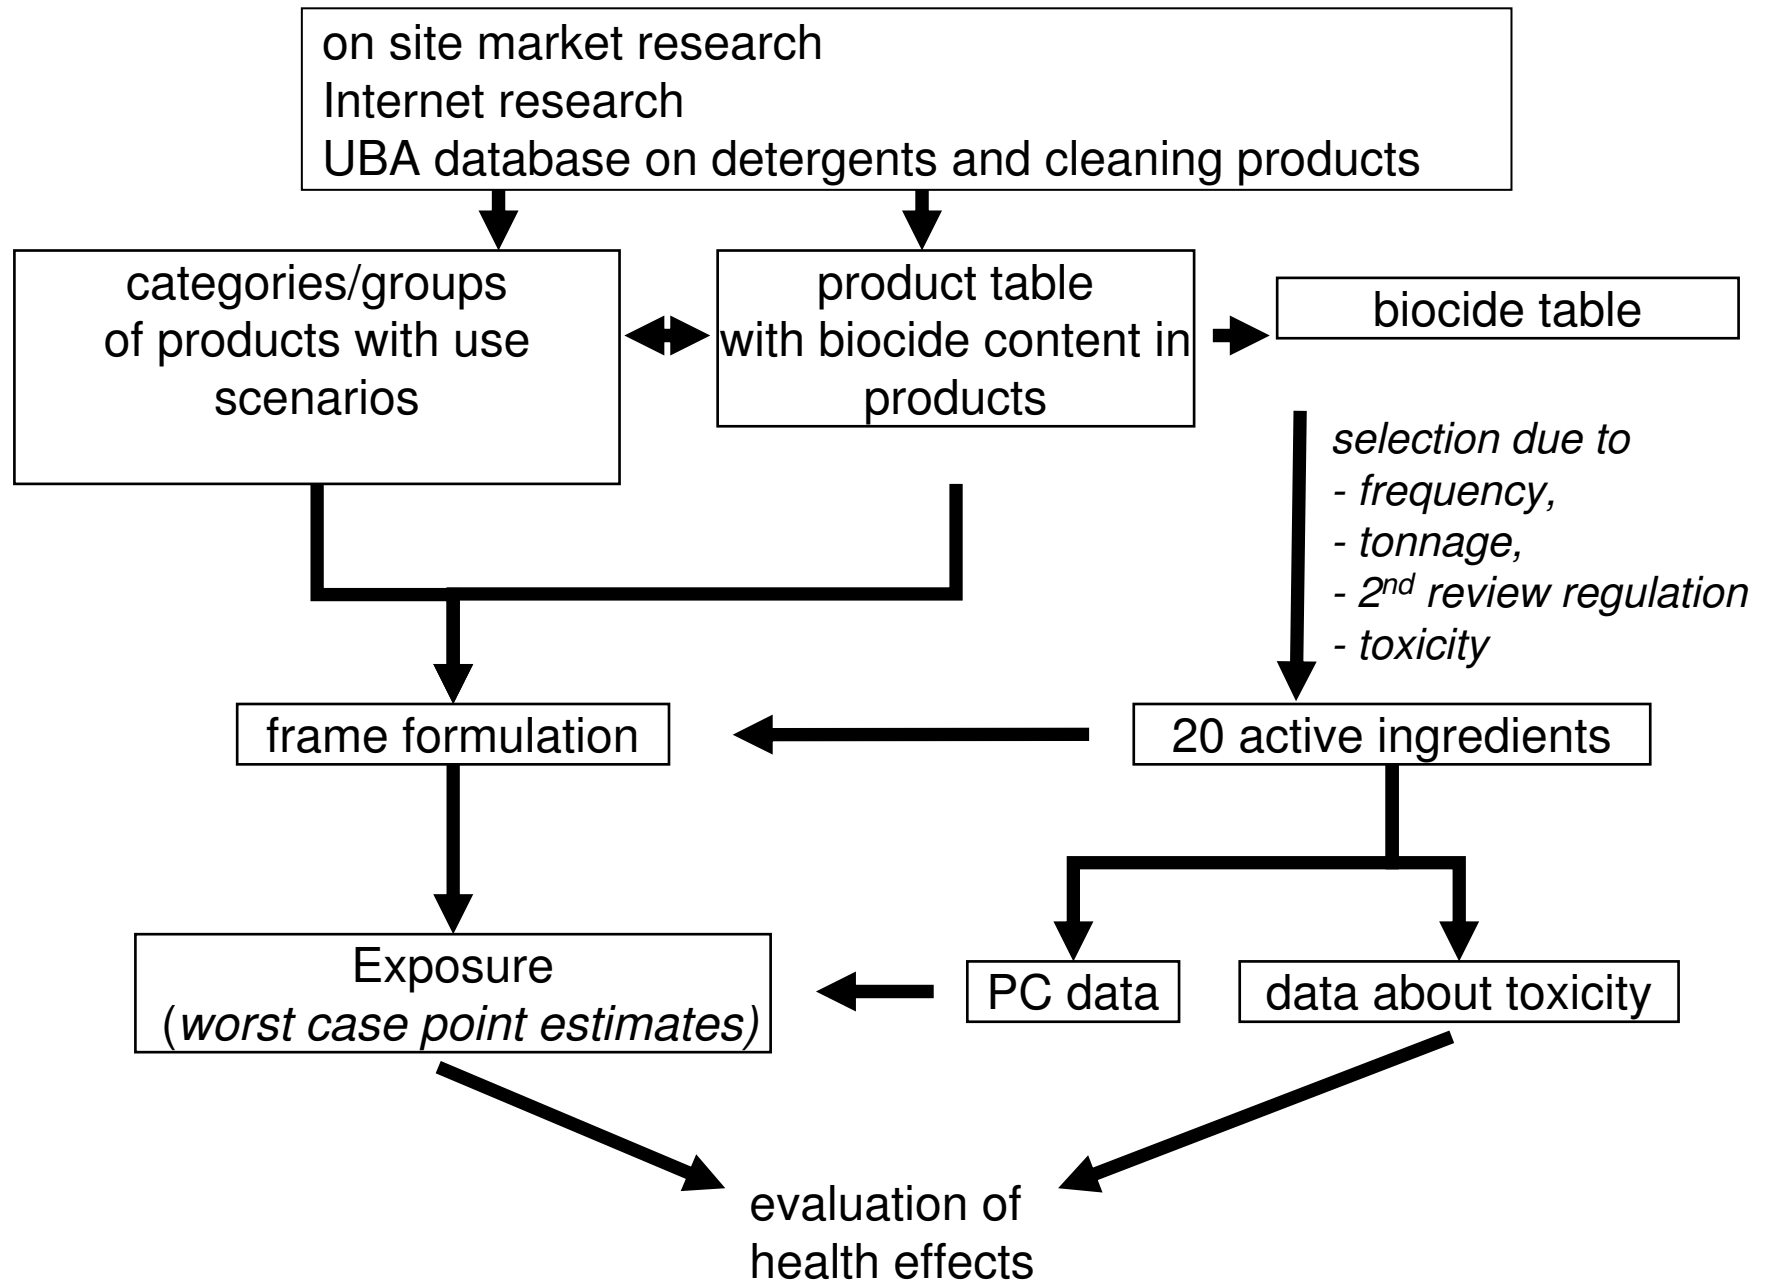 on site market research
Internet research
UBA database on detergents and cleaning products
categories/groups
of products with use
scenarios
product table
with biocide content in
products
biocide table
selection due to
- frequency,
- tonnage,
- 2nd review regulation
- toxicity
frame formulation
20 active ingredients
Exposure
(worst case point estimates)
PC data
data about toxicity
evaluation of
health effects